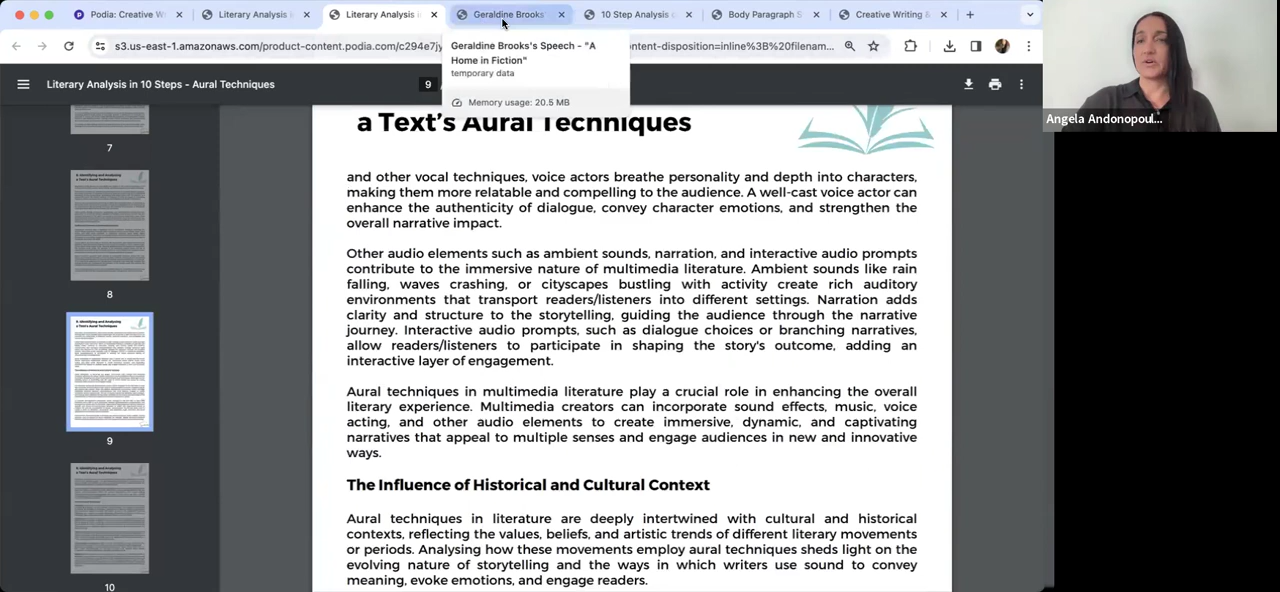 Podia: Creative W
Literary Analysis i
Literary Analysis i
Geraldine Brooks'
10 Step Analysis o
Body Paragraph S
Creative Writing &
s3.us-east-1.amazonaws.com/product-content.podia.com/c294e7jy
ntent-disposition=inline%3B%20filenam...
Geraldine Brooks's Speech - "A
Home in Fiction"
temporary data
Memory usage: 20.5 MB
Literary Analysis in 10 Steps - Aural Techniques
9
a Text's Aural Techniques
and other vocal techniques, voice actors breathe personality and depth into characters,
making them more relatable and compelling to the audience. A well-cast voice actor can
enhance the authenticity of dialogue, convey character emotions, and strengthen the
overall narrative impact.
Other audio elements such as ambient sounds, narration, and interactive audio prompts
contribute to the immersive nature of multimedia literature. Ambient sounds like rain
falling, waves crashing, or cityscapes bustling with activity create rich auditory
environments that transport readers/listeners into different settings. Narration adds
clarity and structure to the storytelling, guiding the audience through the narrative
journey. Interactive audio prompts, such as dialogue choices or branching narratives,
allow readers/listeners to participate in shaping the story's outcome, adding an
interactive layer of engagement.
Aural techniques in multimedia literature play a crucial role in enhancing the overall
literary experience. Multimedia creators can incorporate sound effects, music, voice
acting, and other audio elements to create immersive, dynamic, and captivating
narratives that appeal to multiple senses and engage audiences in new and innovative
ways.
The Influence of Historical and Cultural Context
Aural techniques in literature are deeply intertwined with cultural and historical
contexts, reflecting the values, beliefs, and artistic trends of different literary movements
or periods. Analysing how these movements employ aural techniques sheds light on the
evolving nature of storytelling and the ways in which writers use sound to convey
meaning, evoke emotions, and engage readers.
7
8
9
10
Angela Andonopoul...